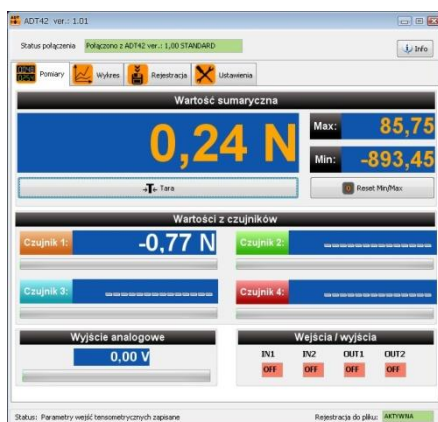 ADT42 ver.: 1.01
Status połączenia Połączono z ADT42 ver.: 1,00 STANDARD Info
Pomiary Wykres Rejestracja Ustawienia
Wartość sumaryczna
0,24 N
Max: 85,75
Min: -893,45
Tara Reset Min/Max
Wartości z czujników
Czujnik 1: -0,77 N Czujnik 2: -------------
Czujnik 3: ------------- Czujnik 4: -------------
Wyjście analogowe Wejścia / wyjścia
0,00 V
IN1 IN2 OUT1 OUT2
OFF OFF OFF OFF
Status: Parametry wejść tensometrycznych zapisane Rejestracja do pliku: AKTYWNA